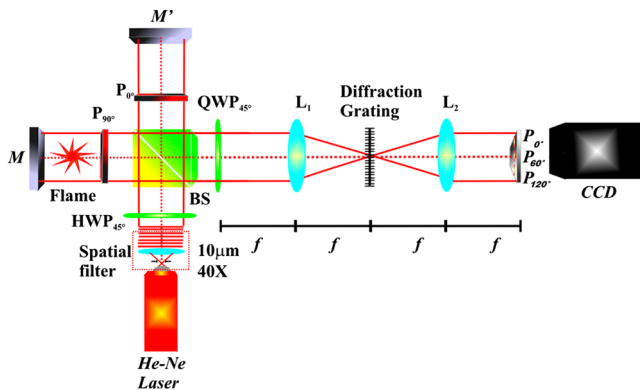 M'
P0°
P90°
QWP45°
L1
Diffraction
Grating
L2
M
Flame
BS
P0°
P60°
P120°
CCD
HWP45°
Spatial
filter
10μm
40X
f
f
f
f
He-Ne
Laser